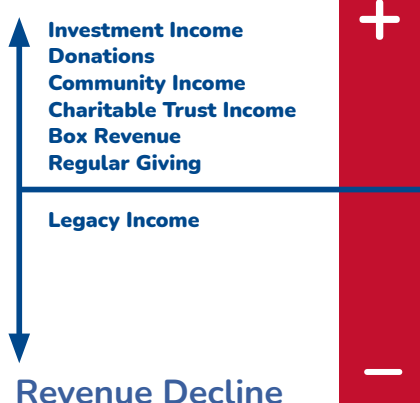 Investment Income
Donations
Community Income
Charitable Trust Income
Box Revenue
Regular Giving
Legacy Income
Revenue Decline
+
−